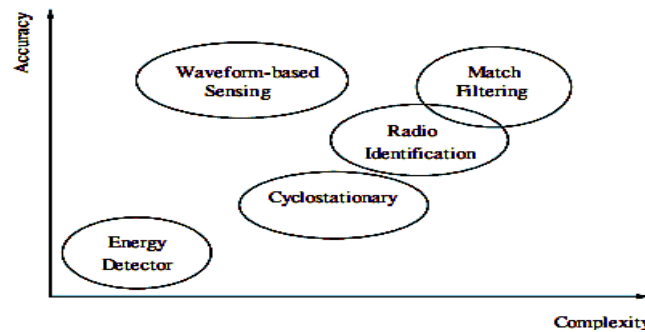 Accuracy
Waveform-based
Sensing
Match
Filtering
Radio
Identification
Cyclostationary
Energy
Detector
Complexity